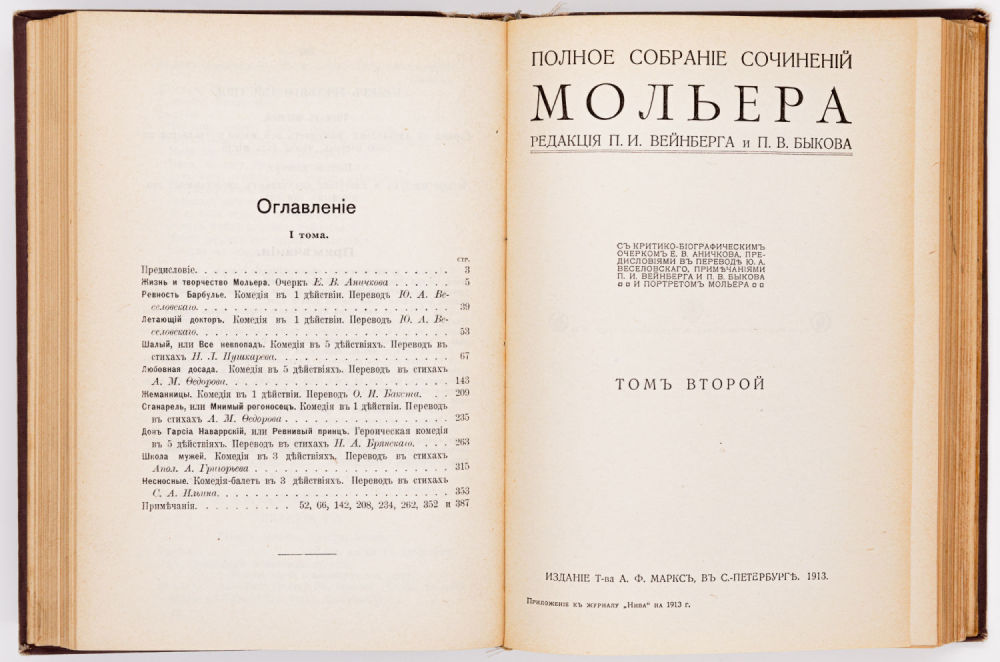 Оглавленіе
I тома.
СТР.
Предисловіе. . . . . . . . . . . . . . . . . . . . . . . . . 3
Жизнь и творчество Мольера. Очеркъ Е. В. Аничкова . . . . . . 5
Ревность Барбулье. Комедія въ 1 дѣйствіи. Переводъ Ю. А. Ве-
селовскаго. . . . . . . . . . . . . . . . . . . . . . 39
Летающій докторъ. Комедія въ 1 дѣйствіи. Переводъ Ю. А. Ве-
селовскаго. . . . . . . . . . . . . . . . . . . . . . 53
Шалый, или Все невпопадъ. Комедія въ 5 дѣйствіяхъ. Переводъ въ
стихахъ Н. Л. Пушкарева. . . . . . . . . . . . . . . . 67
Любовная досада. Комедія въ 5 дѣйствіяхъ. Переводъ въ стихахъ
А. М. Ѳедорова. . . . . . . . . . . . . . . . . . . . 143
Жеманницы. Комедія въ 1 дѣйствіи. Переводъ О. И. Бакста. . . 209
Сганарель, или Мнимый рогоносецъ. Комедія въ 1 дѣйствіи. Переводъ
въ стихахъ А. М. Ѳедорова . . . . . . . . . . . . . . . 235
Донъ Гарсіа Наваррскій, или Ревнивый принцъ. Героическая комедія
въ 5 дѣйствіяхъ. Переводъ въ стихахъ Н. А. Брянскаго. . . . 263
Школа мужей. Комедія въ 3 дѣйствіяхъ. Переводъ въ стихахъ
Апол. А. Григорьева . . . . . . . . . . . . . . . . . . 315
Несносные. Комедія-балетъ въ 3 дѣйствіяхъ. Переводъ въ стихахъ
С. А. Ильина. . . . . . . . . . . . . . . . . . . . . 353
Примѣчанія. . . . . . . . . . 52, 66, 142, 208, 234, 262, 352 и 387
ПОЛНОЕ СОБРАНІЕ СОЧИНЕНІЙ
МОЛЬЕРА
РЕДАКЦІЯ П. И. ВЕЙНБЕРГА и П. В. БЫКОВА
СЪ КРИТИКО-БІОГРАФИЧЕСКИМЪ
ОЧЕРКОМЪ Е. В. АНИЧКОВА, ПРЕ-
ДИСЛОВІЯМИ ВЪ ПЕРЕВОДѢ Ю. А.
ВЕСЕЛОВСКАГО, ПРИМѢЧАНІЯМИ
П. И. ВЕЙНБЕРГА И П. В. БЫКОВА
И ПОРТРЕТОМЪ МОЛЬЕРА
ТОМЪ ВТОРОЙ
ИЗДАНІЕ Т-ва А. Ф. МАРКСЪ, ВЪ С.-ПЕТЕРБУРГѢ. 1913.
Приложеніе къ журналу „Нива" на 1913 г.